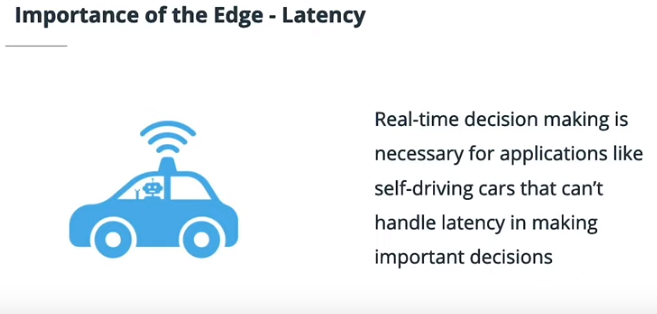 Importance of the Edge - Latency
Real-time decision making is
necessary for applications like
self-driving cars that can’t
handle latency in making
important decisions